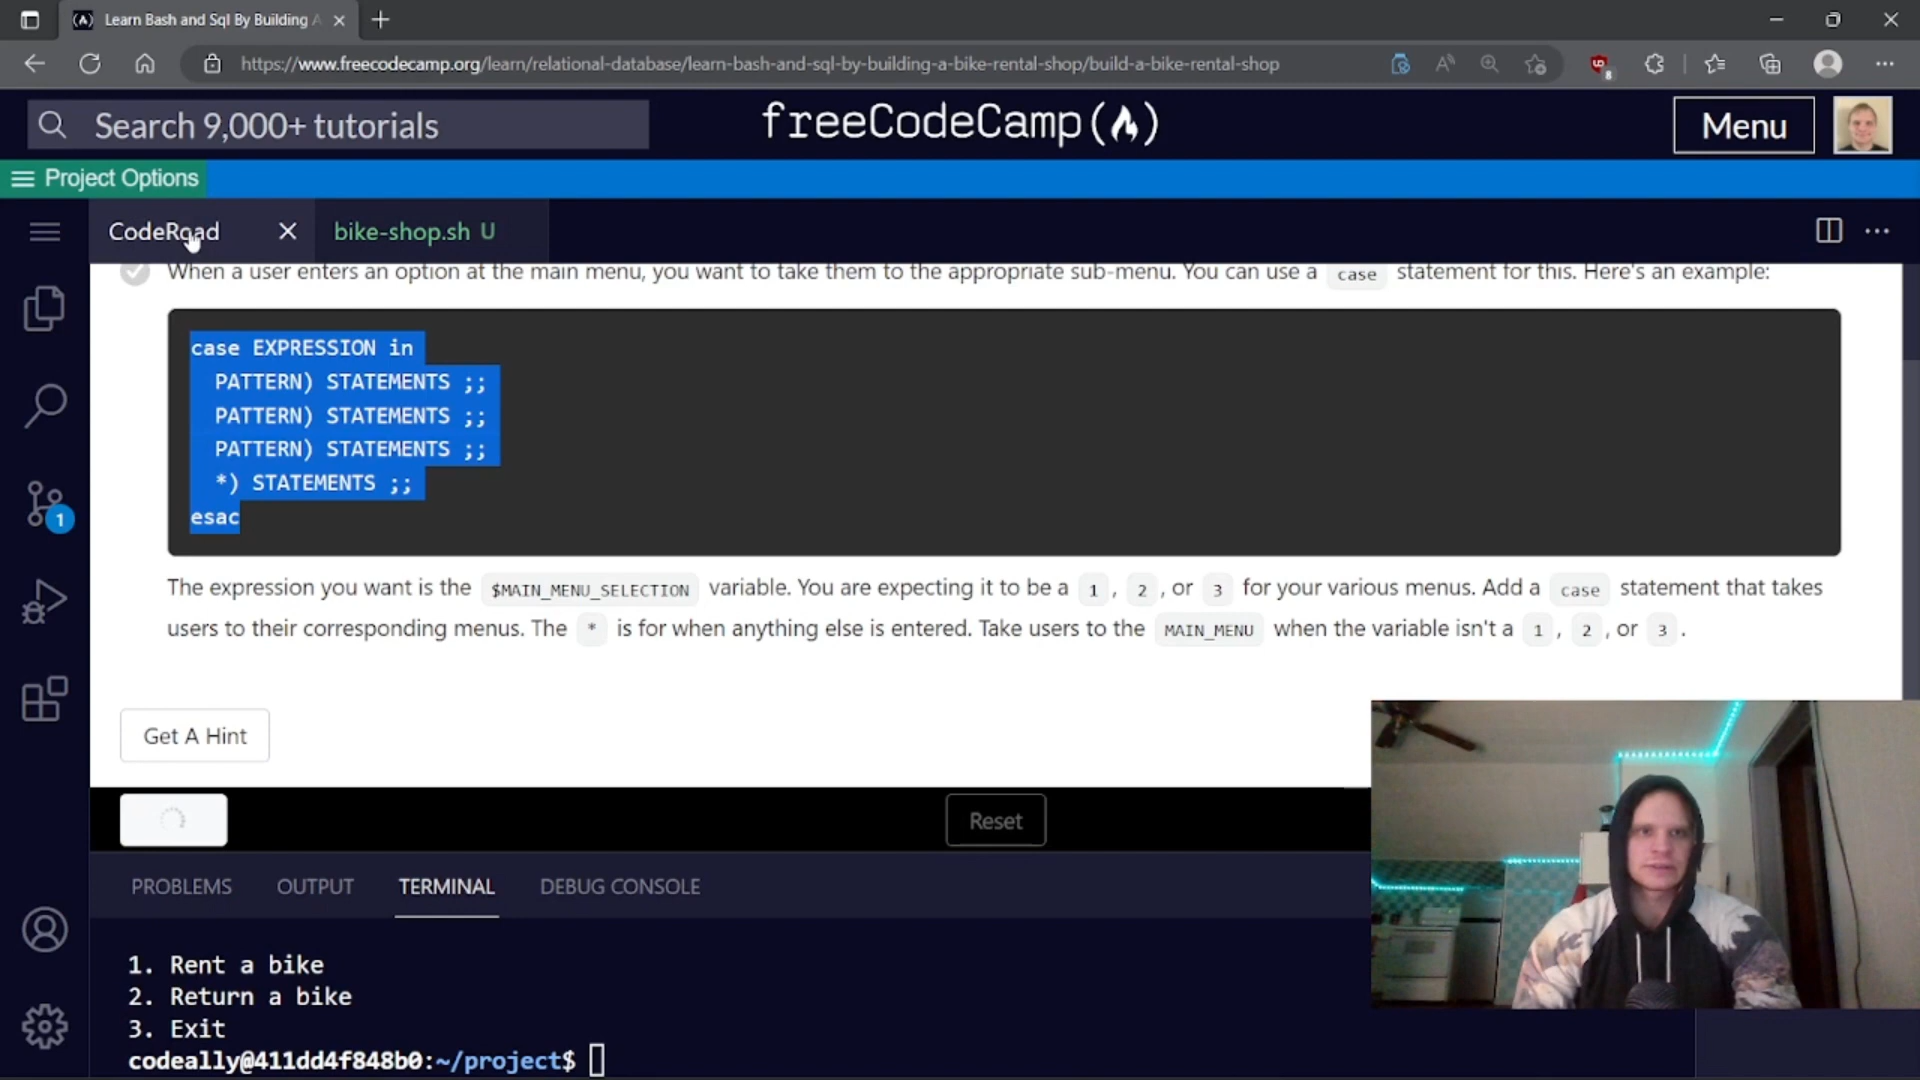 Learn Bash and Sql By Building A
https://www.freecodecamp.org/learn/relational-database/learn-bash-and-sql-by-building-a-bike-rental-shop/build-a-bike-rental-shop
8
Search 9,000+ tutorials
freeCodeCamp
Menu
Project Options
CodeRoad
bike-shop.sh U
When a user enters an option at the main menu, you want to take them to the appropriate sub-menu. You can use a case statement for this. Here's an example:
case EXPRESSION in
PATTERN) STATEMENTS ;;
PATTERN) STATEMENTS ;;
PATTERN) STATEMENTS ;;
*) STATEMENTS ;;
esac
The expression you want is the $MAIN_MENU_SELECTION variable. You are expecting it to be a 1, 2, or 3 for your various menus. Add a case statement that takes
users to their corresponding menus. The * is for when anything else is entered. Take users to the MAIN_MENU when the variable isn't a 1, 2, or 3.
1
Get A Hint
Reset
PROBLEMS OUTPUT TERMINAL DEBUG CONSOLE
1. Rent a bike
2. Return a bike
3. Exit
codeally@411dd4f848b0:~/project$